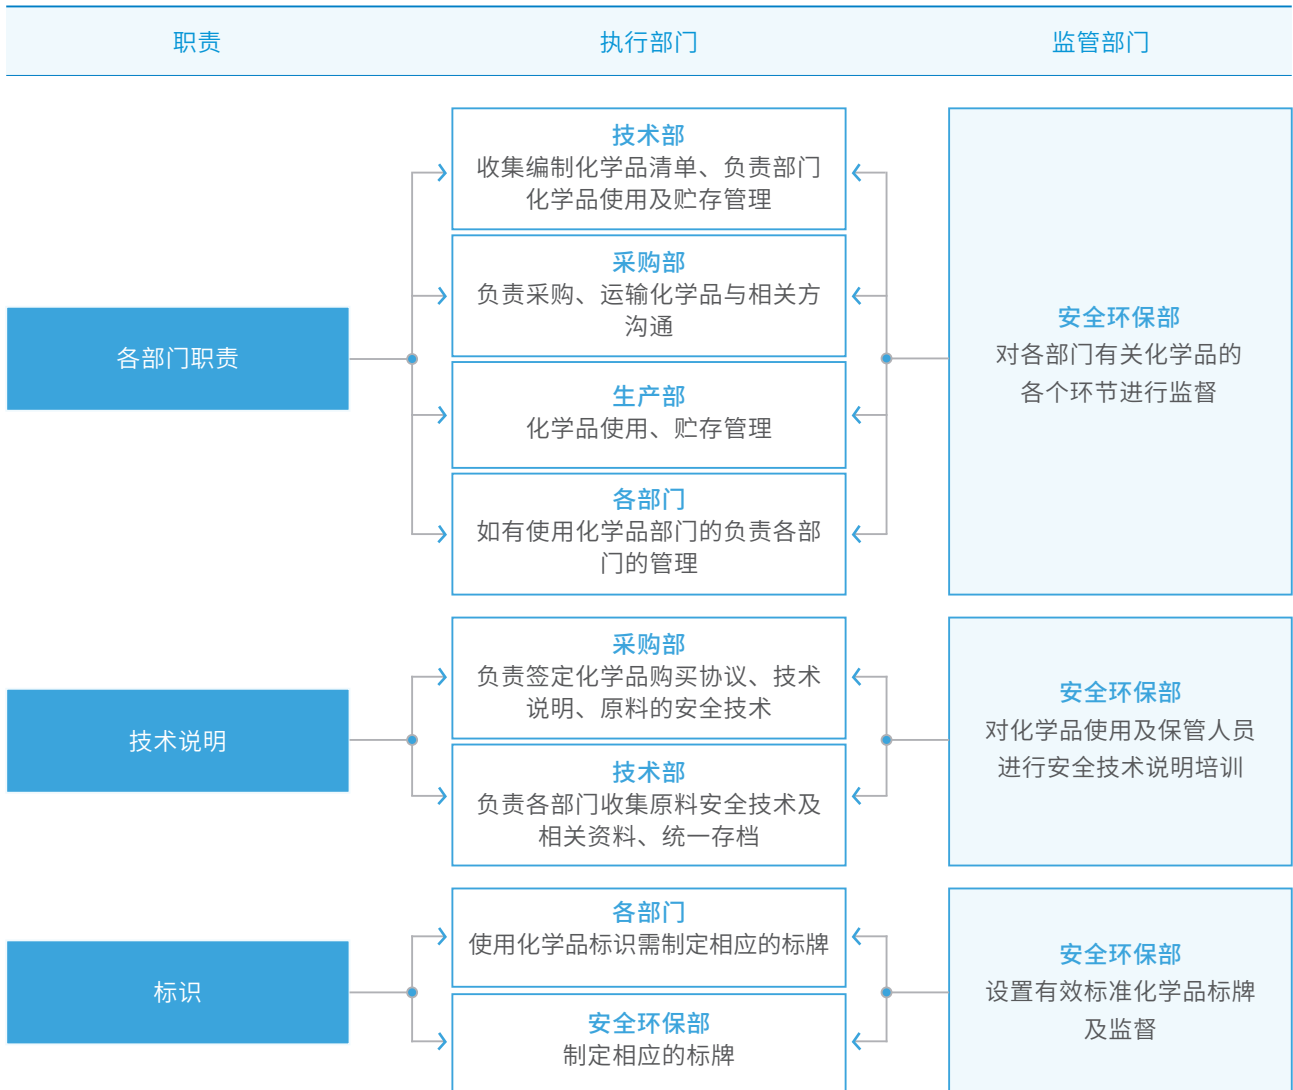 职责
执行部门
监管部门
各部门职责
技术部
收集编制化学品清单、负责部门
化学品使用及贮存管理
采购部
负责采购、运输化学品与相关方
沟通
生产部
化学品使用、贮存管理
各部门
如有使用化学品部门的负责各部
门的管理
安全环保部
对各部门有关化学品的
各个环节进行监督
技术说明
采购部
负责签定化学品购买协议、技术
说明、原料的安全技术
技术部
负责各部门收集原料安全技术及
相关资料、统一存档
安全环保部
对化学品使用及保管人员
进行安全技术说明培训
标识
各部门
使用化学品标识需制定相应的标牌
安全环保部
制定相应的标牌
安全环保部
设置有效标准化学品标牌
及监督